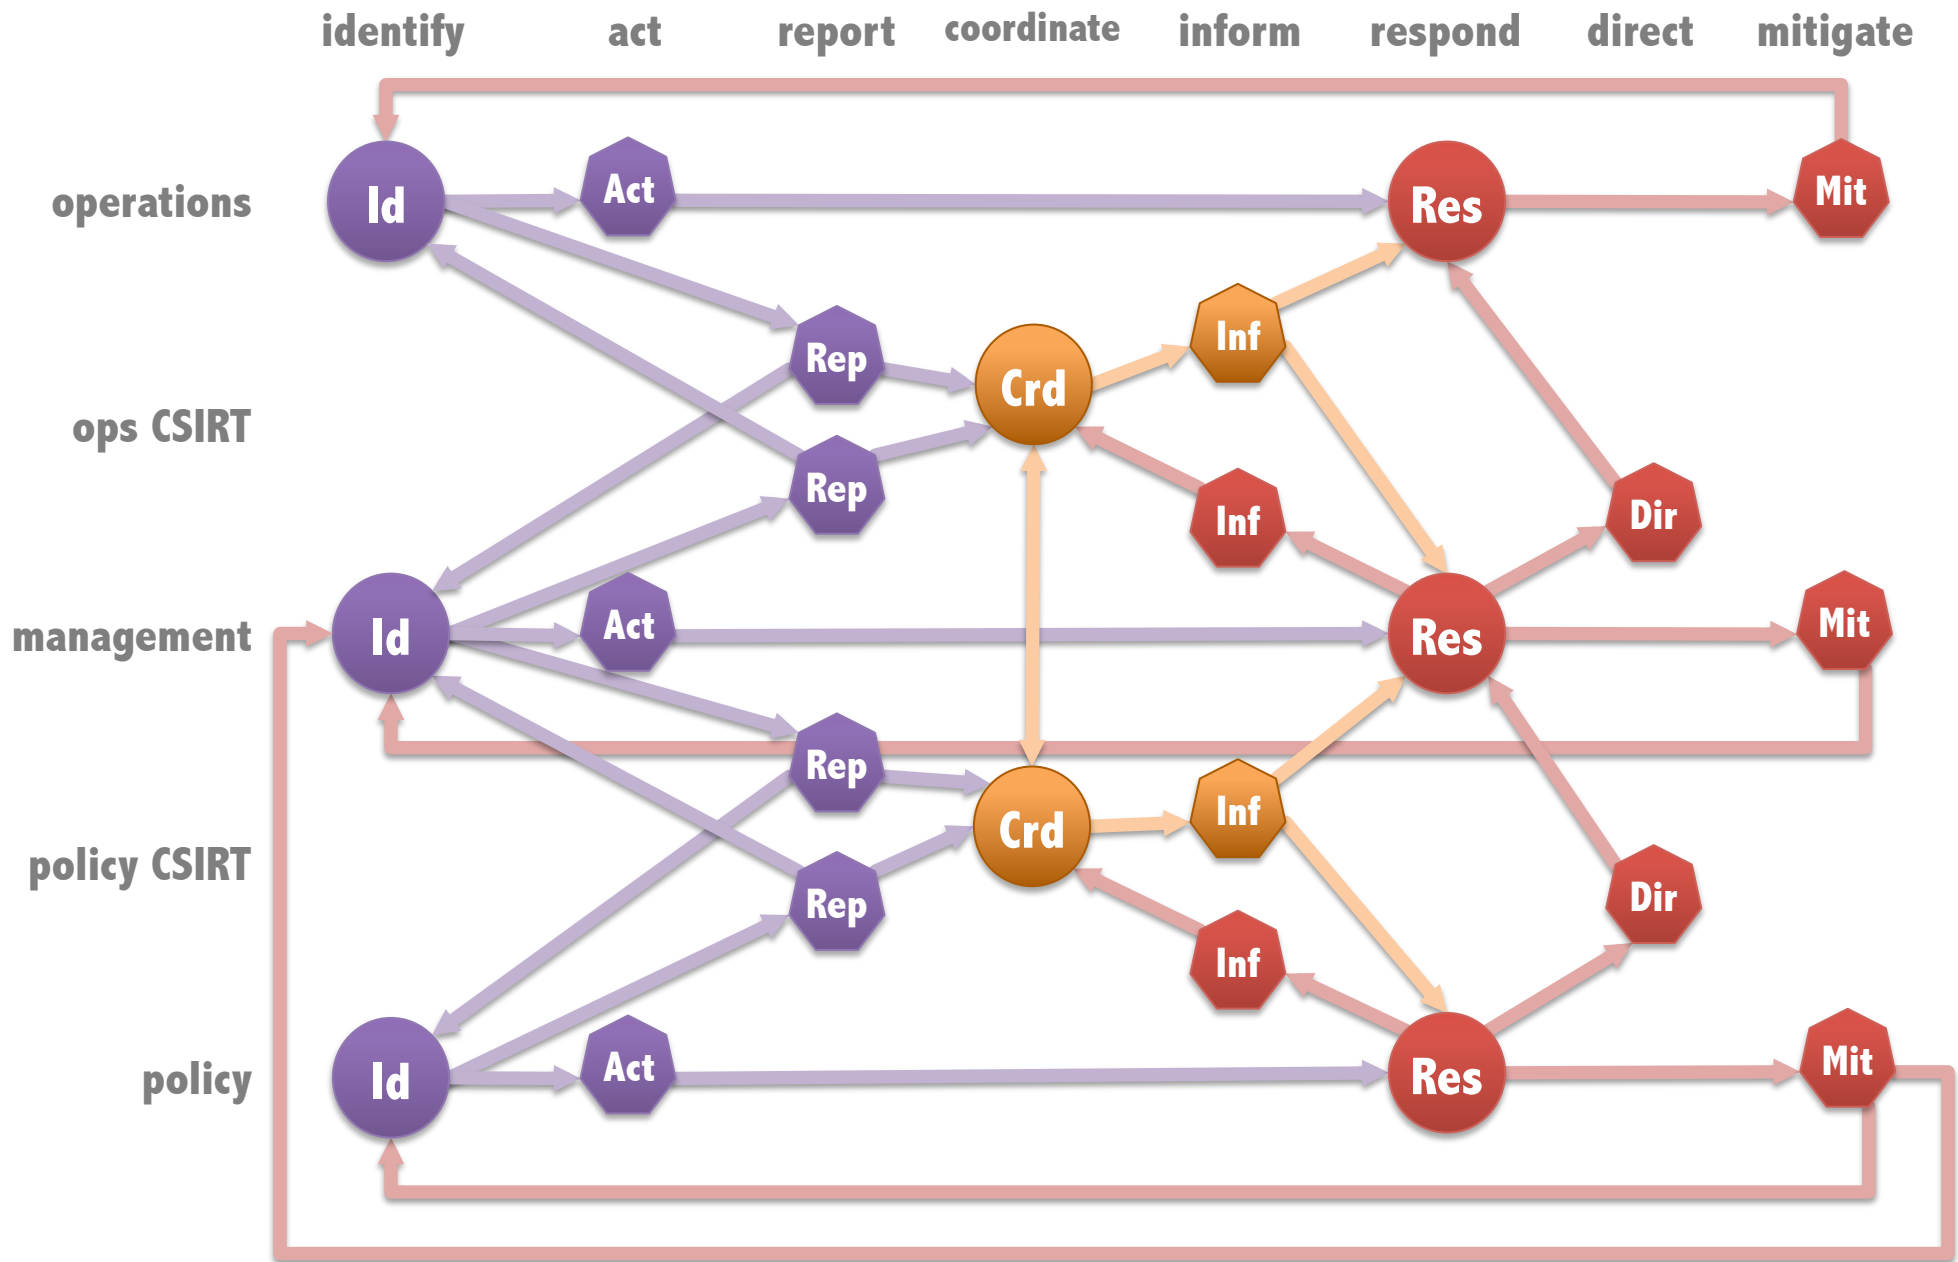 identify act report coordinate inform respond direct mitigate
operations Id Act Res Mit
Rep Crd Inf
ops CSIRT
Rep Inf Dir
management Id Act Res Mit
Rep Crd Inf
policy CSIRT
Rep Inf Dir
policy Id Act Res Mit